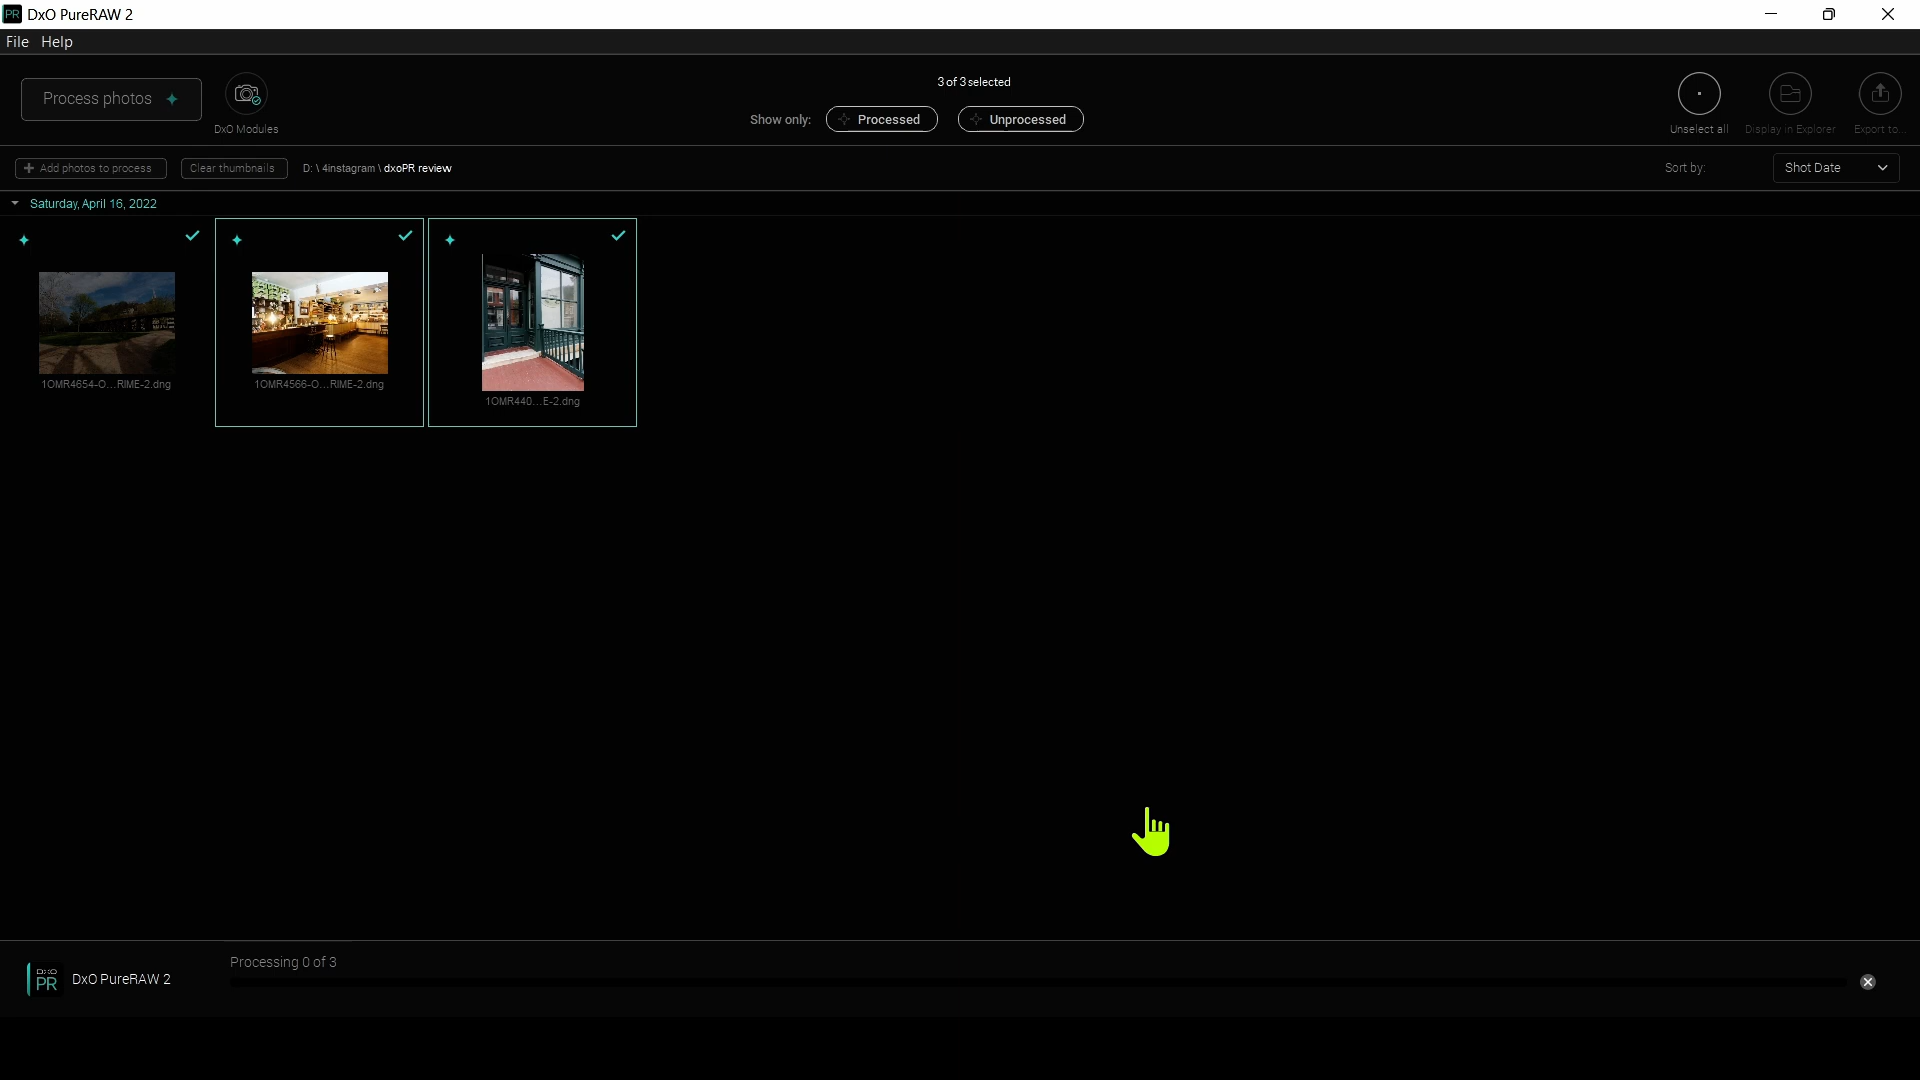 PR DxO PureRAW 2
File Help
Process photos
DxO Modules
3 of 3 selected
Show only: Processed Unprocessed
Unselect all Display in Explorer Export to...
+ Add photos to process Clear thumbnails D: \ 4instagram \ dxoPR review
Sort by: Shot Date
Saturday, April 16, 2022
1OMR4654-O...RIME-2.dng 1OMR4566-O...RIME-2.dng 1OMR440...E-2.dng
Processing 0 of 3
DXO
PR DxO PureRAW 2